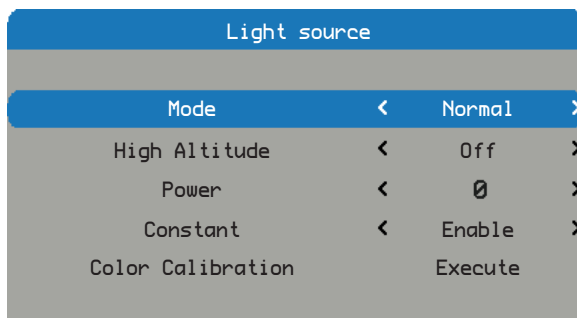 Light source
Mode < Normal >
High Altitude < Off >
Power < 0 >
Constant < Enable >
Color Calibration Execute